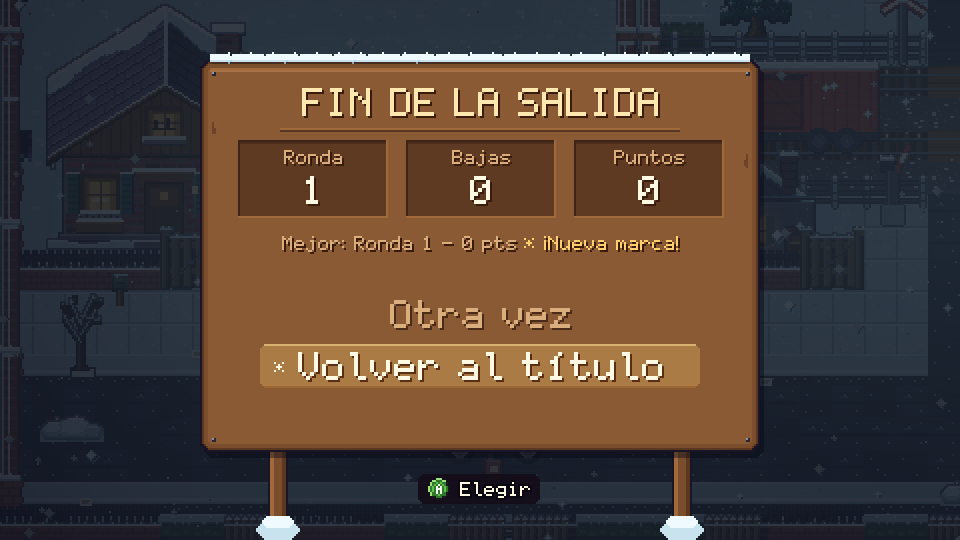 FIN DE LA SALIDA
Ronda Bajas Puntos
1 0 0
Mejor: Ronda 1 - 0 pts * ¡Nueva marca!
Otra vez
* Volver al título
A Elegir